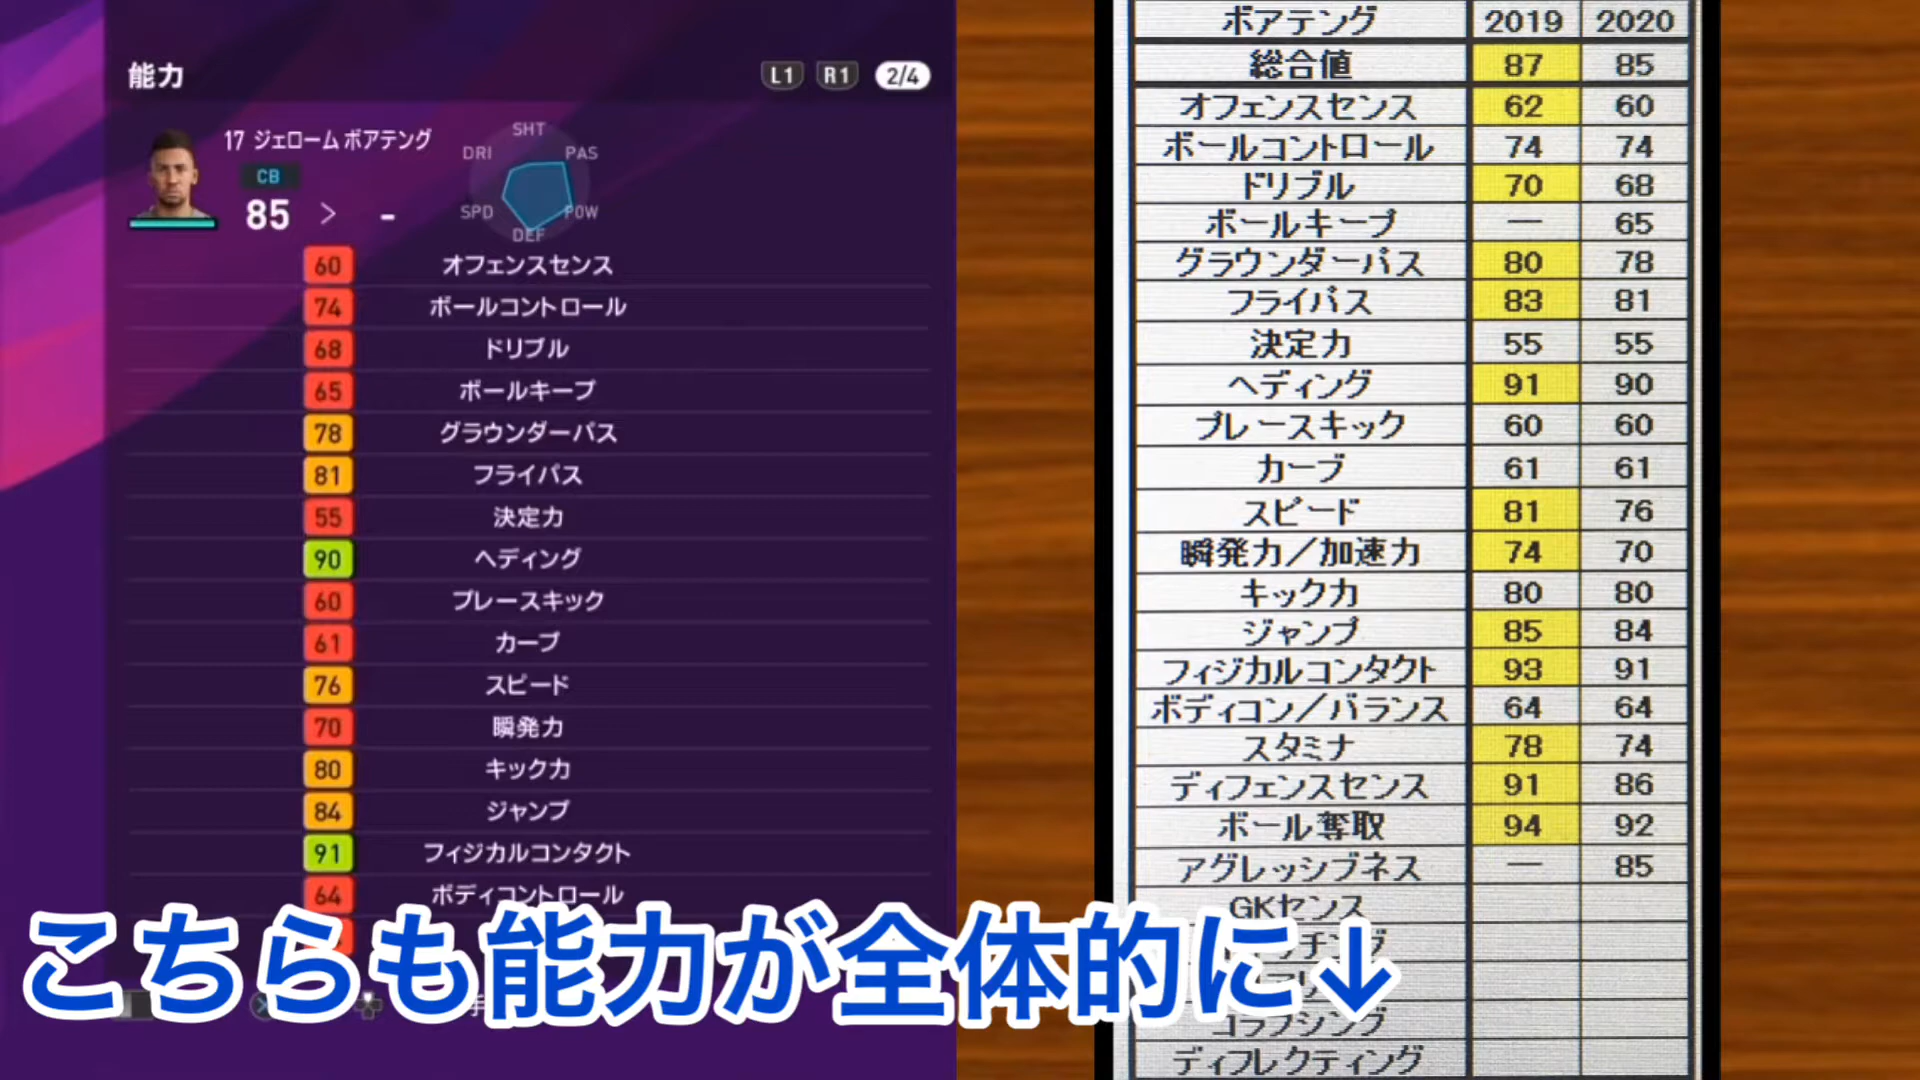 能力
L1 R1 2/4
17 ジェローム ボアテング
CB
85 > -
SHT
DRI PAS
SPD POW
DEF
60 オフェンスセンス
74 ボールコントロール
68 ドリブル
65 ボールキープ
78 グラウンダーパス
81 フライパス
55 決定力
90 ヘディング
60 プレースキック
61 カーブ
76 スピード
70 瞬発力
80 キック力
84 ジャンプ
91 フィジカルコンタクト
64 ボディコントロール
ボアテング 2019 2020
総合値 87 85
オフェンスセンス 62 60
ボールコントロール 74 74
ドリブル 70 68
ボールキープ ― 65
グラウンダーパス 80 78
フライパス 83 81
決定力 55 55
ヘディング 91 90
プレースキック 60 60
カーブ 61 61
スピード 81 76
瞬発力／加速力 74 70
キック力 80 80
ジャンプ 85 84
フィジカルコンタクト 93 91
ボディコン／バランス 64 64
スタミナ 78 74
ディフェンスセンス 91 86
ボール奪取 94 92
アグレッシブネス ― 85
GKセンス
コラプシング
ディフレクティング
こちらも能力が全体的に↓